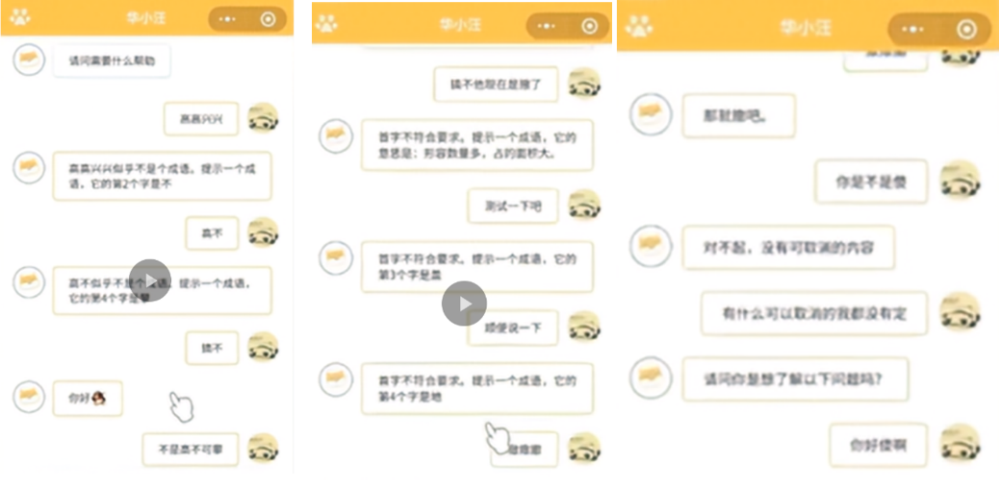 华小汪
请问需要什么帮助
高高兴兴
高高兴兴似乎不是个成语。提示一个成
语，它的第2个字是不
高不
高不似乎不是个成语。提示一个成语，
它的第4个字是攀
搞不
你好
不是高不可攀
华小汪
搞不他现在是撤了
首字不符合要求。提示一个成语，它的
意思是：形容数量多，占的面积大。
测试一下吧
首字不符合要求。提示一个成语，它的
第3个字是盖
顺便说一下
首字不符合要求。提示一个成语，它的
第4个字是地
华小汪
那就撤吧。
你是不是傻
对不起，没有可取消的内容
有什么可以取消的我都没有定
请问你是想了解以下问题吗？
你好傻啊